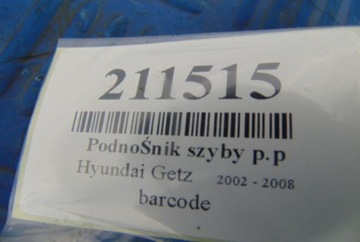 211515
PodnoŚnik szyby p.p
Hyundai Getz 2002 - 2008
barcode